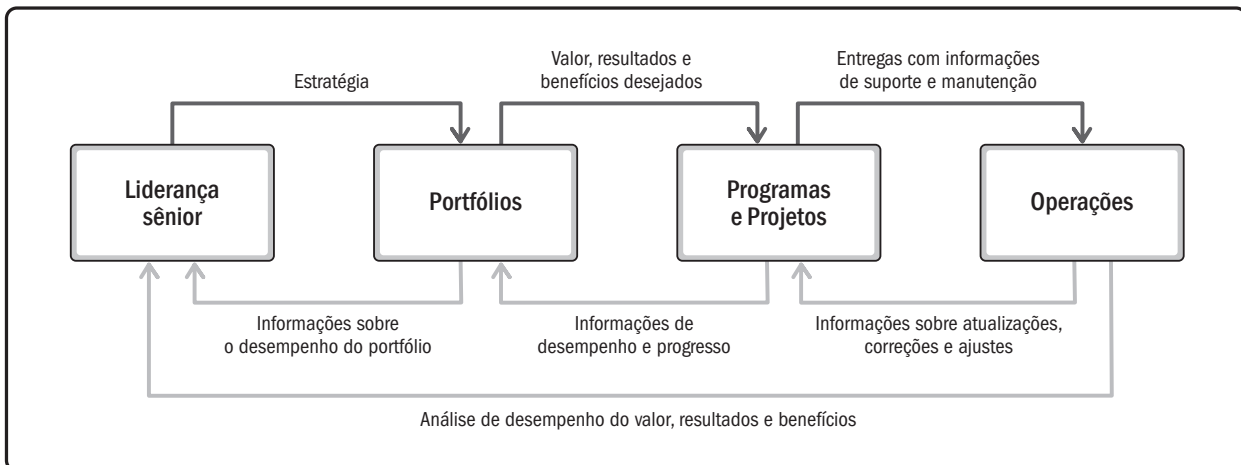 Estratégia
Valor, resultados e
benefícios desejados
Entregas com informações
de suporte e manutenção
Liderança
sênior
Portfólios
Programas
e Projetos
Operações
Informações sobre
o desempenho do portfólio
Informações de
desempenho e progresso
Informações sobre atualizações,
correções e ajustes
Análise de desempenho do valor, resultados e benefícios